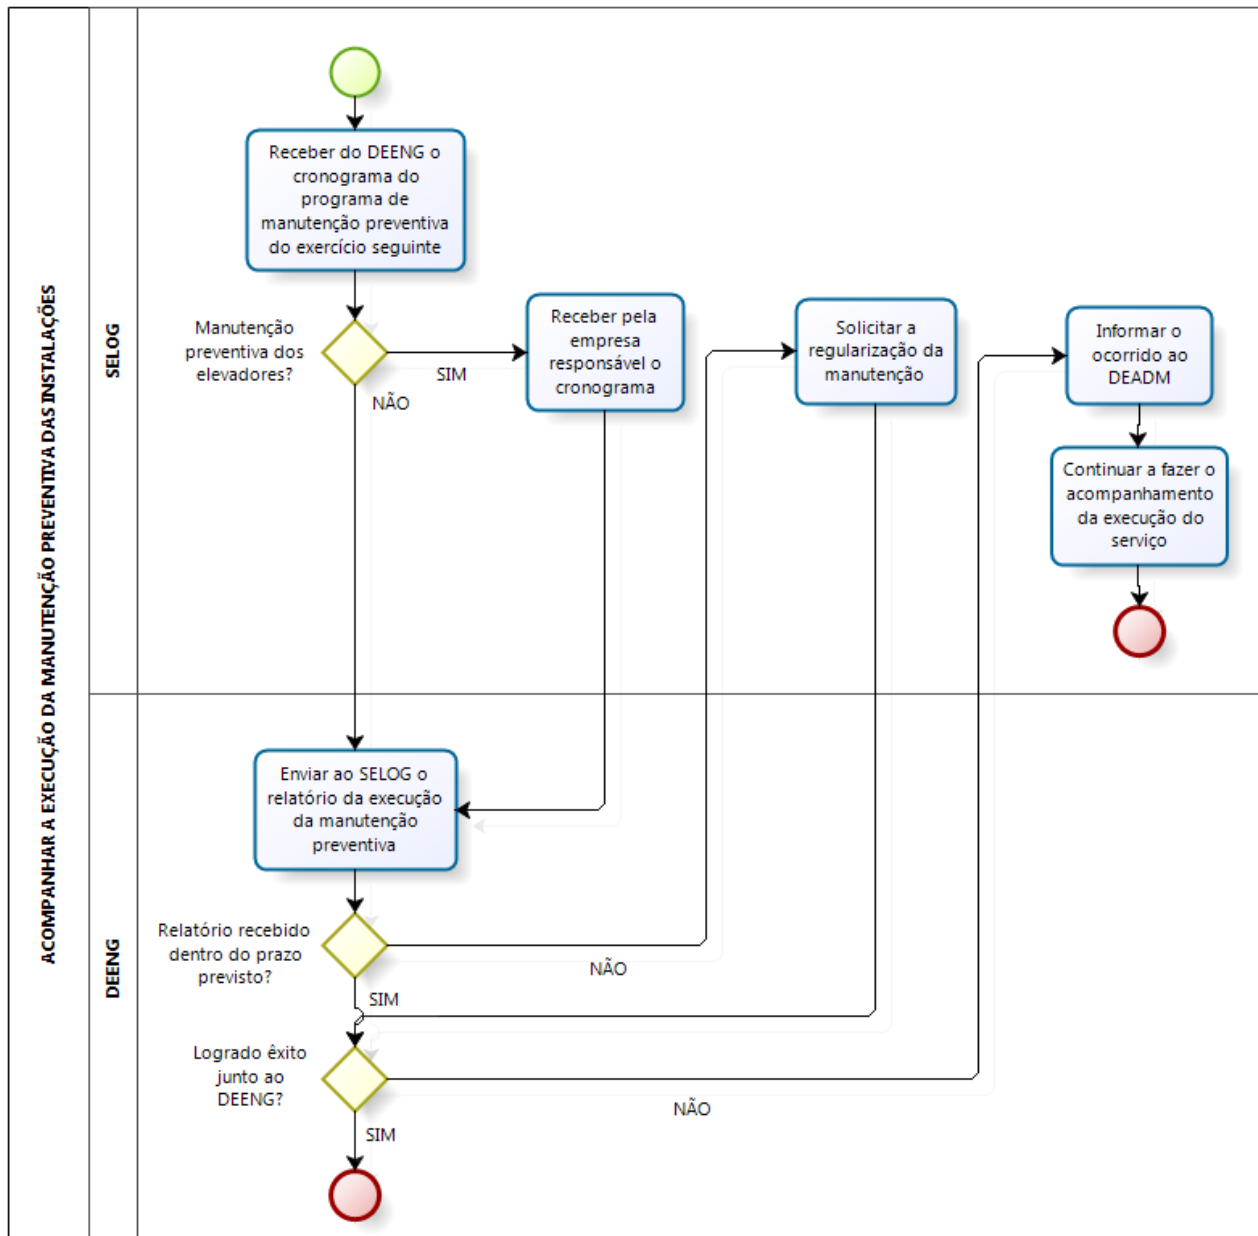 ACOMPANHAR A EXECUÇÃO DA MANUTENÇÃO PREVENTIVA DAS INSTALAÇÕES
SELOG
Receber do DEENG o
cronograma do
programa de
manutenção preventiva
do exercício seguinte
Manutenção
preventiva dos
elevadores?
SIM
NÃO
Receber pela
empresa
responsável o
cronograma
Solicitar a
regularização da
manutenção
Informar o
ocorrido ao
DEADM
Continuar a fazer o
acompanhamento
da execução do
serviço
DEENG
Enviar ao SELOG o
relatório da execução
da manutenção
preventiva
Relatório recebido
dentro do prazo
previsto?
NÃO
SIM
Logrado êxito
junto ao
DEENG?
NÃO
SIM